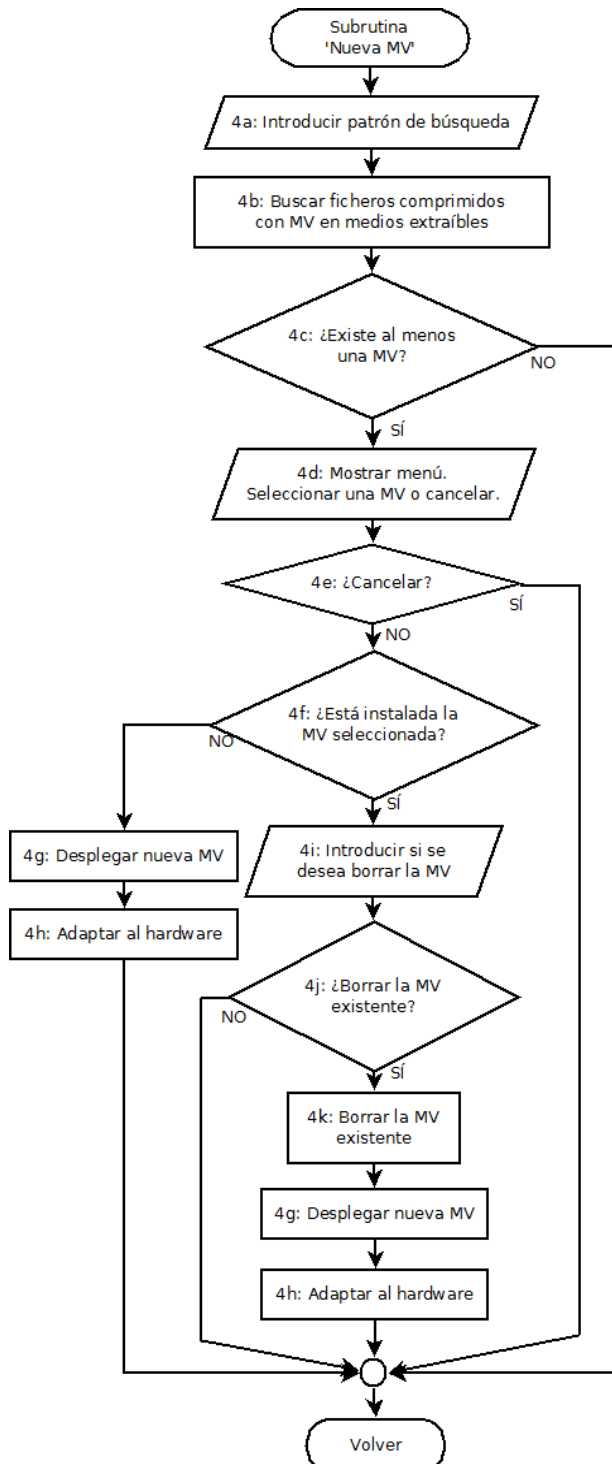 Subrutina
'Nueva MV'
4a: Introducir patrón de búsqueda
4b: Buscar ficheros comprimidos
con MV en medios extraíbles
4c: ¿Existe al menos
una MV?
NO
SÍ
4d: Mostrar menú.
Seleccionar una MV o cancelar.
4e: ¿Cancelar?
SÍ
NO
4f: ¿Está instalada la
MV seleccionada?
NO
SÍ
4g: Desplegar nueva MV
4h: Adaptar al hardware
4i: Introducir si se
desea borrar la MV
4j: ¿Borrar la MV
existente?
NO
SÍ
4k: Borrar la MV
existente
4g: Desplegar nueva MV
4h: Adaptar al hardware
Volver